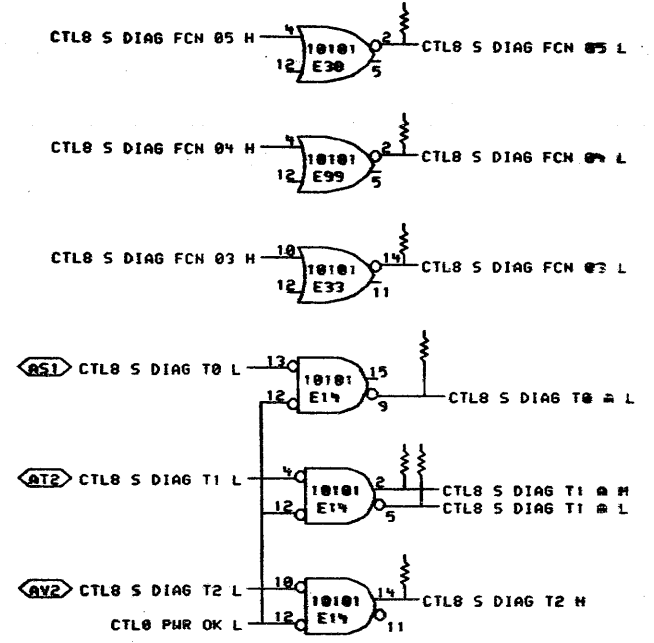 CTL8 S DIAG FCN 05 H 4 12 10101 E38 2 5 CTL8 S DIAG FCN 05 L
CTL8 S DIAG FCN 04 H 4 12 10101 E99 2 5 CTL8 S DIAG FCN 04 L
CTL8 S DIAG FCN 03 H 10 12 10101 E33 14 11 CTL8 S DIAG FCN 03 L
AS1 CTL8 S DIAG T0 L 13 12 10101 E14 15 9 CTL8 S DIAG T0 A L
AT2 CTL8 S DIAG T1 L 4 12 10101 E14 2 5 CTL8 S DIAG T1 A H
CTL8 S DIAG T1 A L
AV2 CTL8 S DIAG T2 L 10 10101 E14 14 11 CTL8 S DIAG T2 H
CTL0 PWR OK L 12